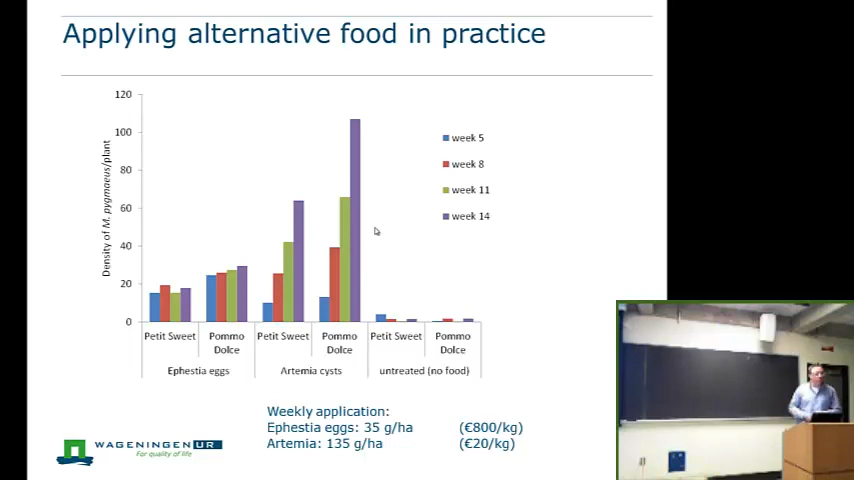 Applying alternative food in practice
120
100
80
60
40
20
0
Density of M. pygmaeus/plant
week 5
week 8
week 11
week 14
Petit Sweet
Pommo Dolce
Petit Sweet
Pommo Dolce
Petit Sweet
Pommo Dolce
Ephestia eggs
Artemia cysts
untreated (no food)
Weekly application:
Ephestia eggs: 35 g/ha (€800/kg)
Artemia: 135 g/ha (€20/kg)
WAGENINGEN UR
For quality of life